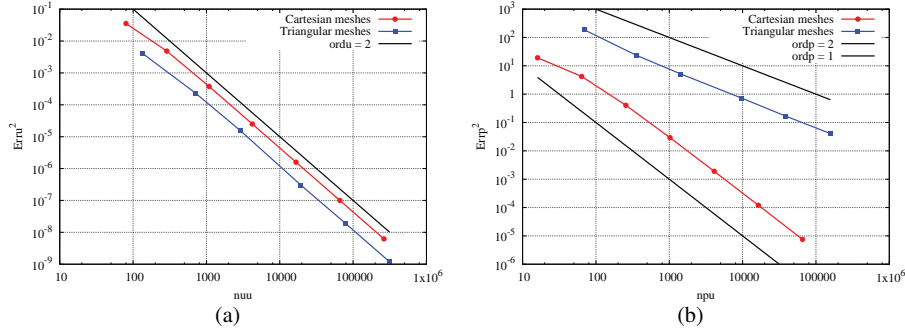 Cartesian meshes
Triangular meshes
ordu = 2
10^-1
10^-2
10^-3
10^-4
10^-5
10^-6
10^-7
10^-8
10^-9
Erru^2
10
100
1000
10000
100000
1x10^6
nuu
(a)
Cartesian meshes
Triangular meshes
ordp = 2
ordp = 1
10^3
10^2
10^1
1
10^-1
10^-2
10^-3
10^-4
10^-5
10^-6
Errp^2
10
100
1000
10000
100000
1x10^6
npu
(b)